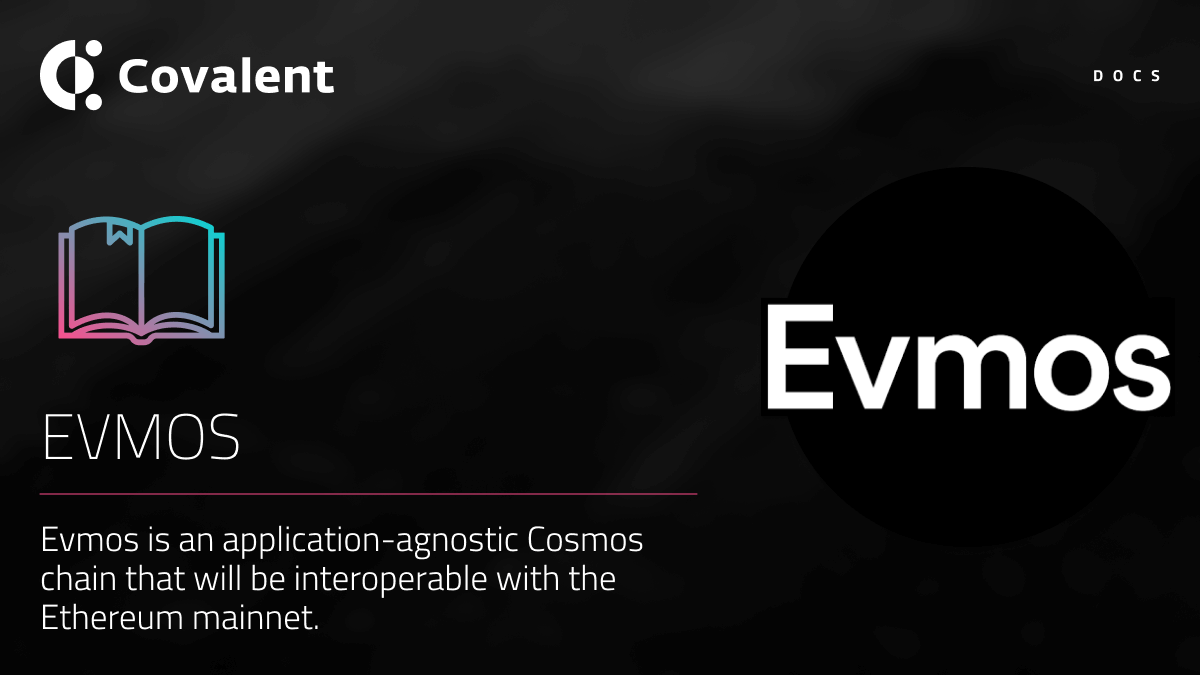 Covalent
DOCS
Evmos
EVMOS
Evmos is an application-agnostic Cosmos
chain that will be interoperable with the
Ethereum mainnet.